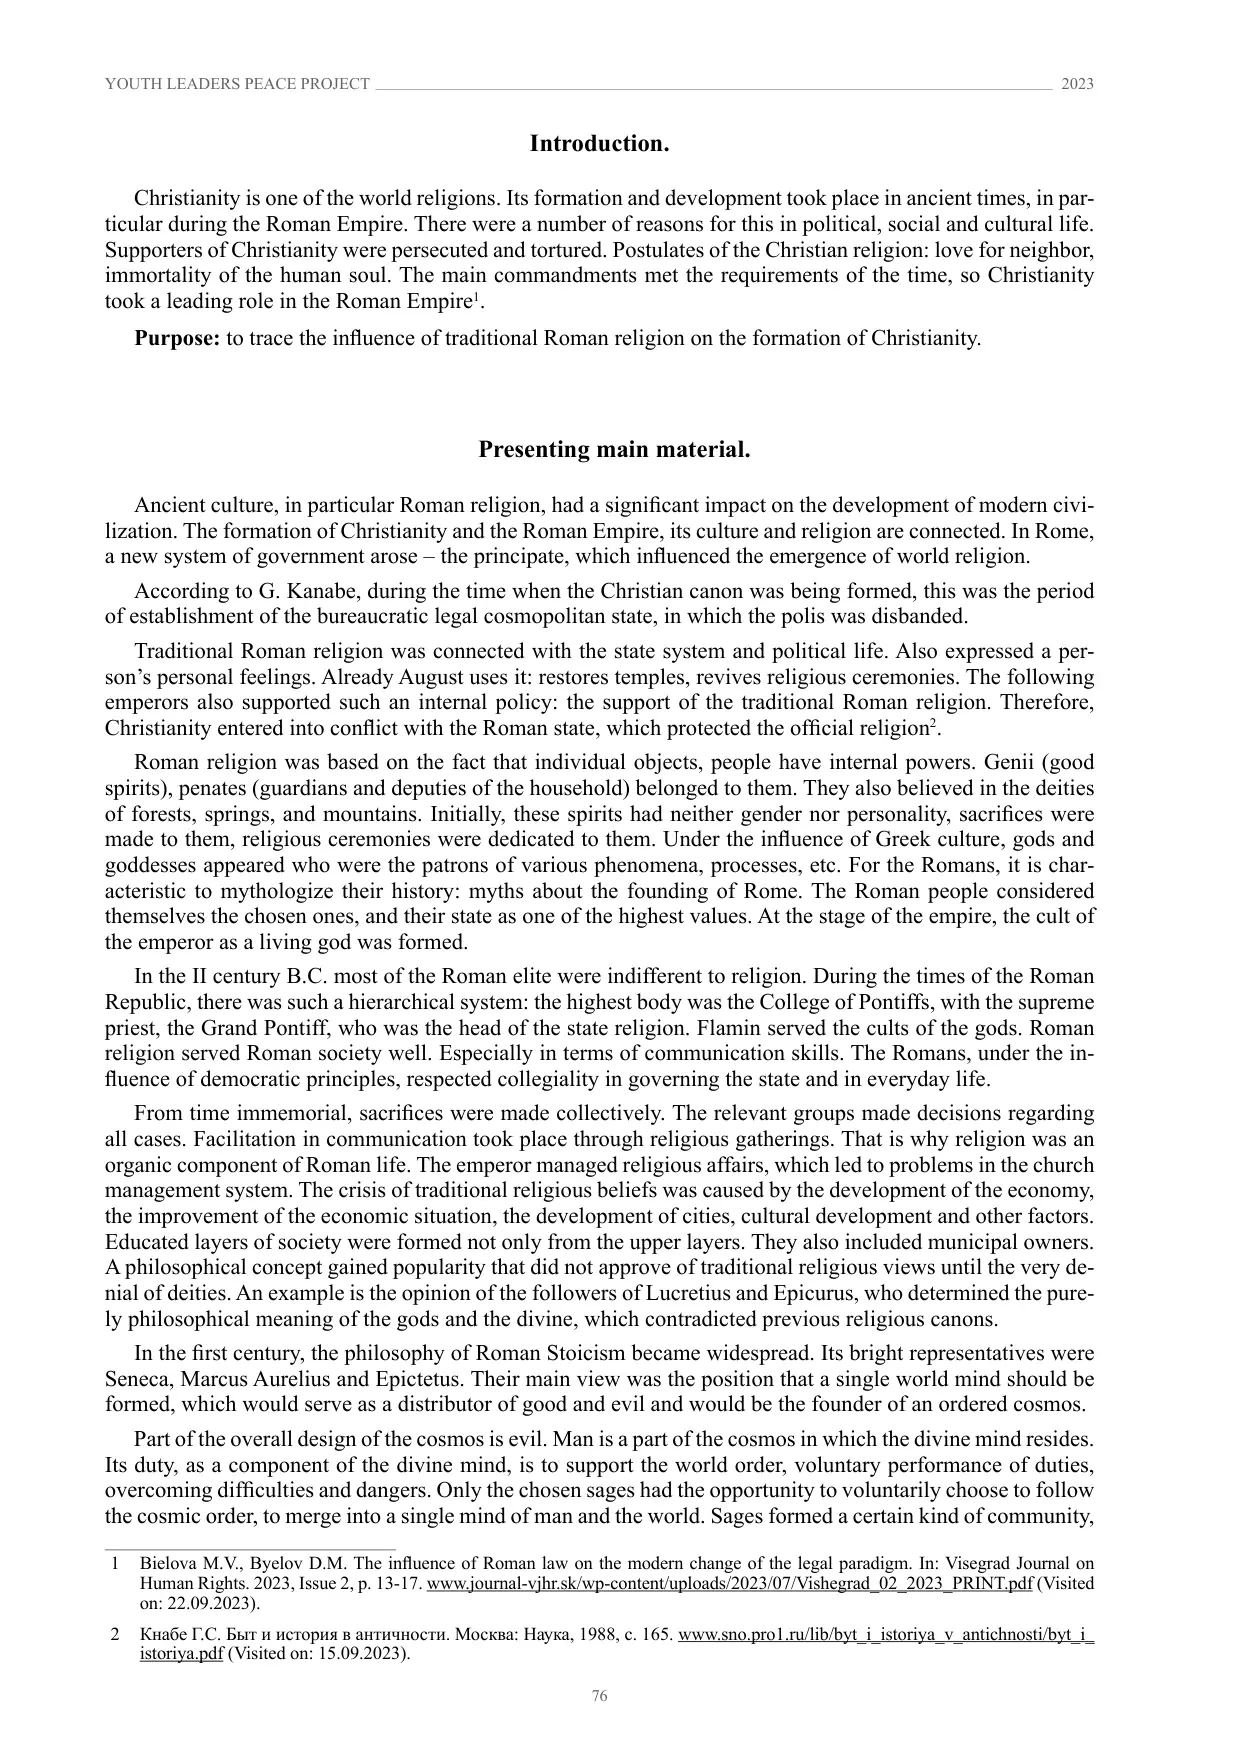 YOUTH LEADERS PEACE PROJECT 2023
Introduction.
Christianity is one of the world religions. Its formation and development took place in ancient times, in par-
ticular during the Roman Empire. There were a number of reasons for this in political, social and cultural life.
Supporters of Christianity were persecuted and tortured. Postulates of the Christian religion: love for neighbor,
immortality of the human soul. The main commandments met the requirements of the time, so Christianity
took a leading role in the Roman Empire1.
Purpose: to trace the influence of traditional Roman religion on the formation of Christianity.
Presenting main material.
Ancient culture, in particular Roman religion, had a significant impact on the development of modern civi-
lization. The formation of Christianity and the Roman Empire, its culture and religion are connected. In Rome,
a new system of government arose – the principate, which influenced the emergence of world religion.
According to G. Kanabe, during the time when the Christian canon was being formed, this was the period
of establishment of the bureaucratic legal cosmopolitan state, in which the polis was disbanded.
Traditional Roman religion was connected with the state system and political life. Also expressed a per-
son's personal feelings. Already August uses it: restores temples, revives religious ceremonies. The following
emperors also supported such an internal policy: the support of the traditional Roman religion. Therefore,
Christianity entered into conflict with the Roman state, which protected the official religion2.
Roman religion was based on the fact that individual objects, people have internal powers. Genii (good
spirits), penates (guardians and deputies of the household) belonged to them. They also believed in the deities
of forests, springs, and mountains. Initially, these spirits had neither gender nor personality, sacrifices were
made to them, religious ceremonies were dedicated to them. Under the influence of Greek culture, gods and
goddesses appeared who were the patrons of various phenomena, processes, etc. For the Romans, it is char-
acteristic to mythologize their history: myths about the founding of Rome. The Roman people considered
themselves the chosen ones, and their state as one of the highest values. At the stage of the empire, the cult of
the emperor as a living god was formed.
In the II century B.C. most of the Roman elite were indifferent to religion. During the times of the Roman
Republic, there was such a hierarchical system: the highest body was the College of Pontiffs, with the supreme
priest, the Grand Pontiff, who was the head of the state religion. Flamin served the cults of the gods. Roman
religion served Roman society well. Especially in terms of communication skills. The Romans, under the in-
fluence of democratic principles, respected collegiality in governing the state and in everyday life.
From time immemorial, sacrifices were made collectively. The relevant groups made decisions regarding
all cases. Facilitation in communication took place through religious gatherings. That is why religion was an
organic component of Roman life. The emperor managed religious affairs, which led to problems in the church
management system. The crisis of traditional religious beliefs was caused by the development of the economy,
the improvement of the economic situation, the development of cities, cultural development and other factors.
Educated layers of society were formed not only from the upper layers. They also included municipal owners.
A philosophical concept gained popularity that did not approve of traditional religious views until the very de-
nial of deities. An example is the opinion of the followers of Lucretius and Epicurus, who determined the pure-
ly philosophical meaning of the gods and the divine, which contradicted previous religious canons.
In the first century, the philosophy of Roman Stoicism became widespread. Its bright representatives were
Seneca, Marcus Aurelius and Epictetus. Their main view was the position that a single world mind should be
formed, which would serve as a distributor of good and evil and would be the founder of an ordered cosmos.
Part of the overall design of the cosmos is evil. Man is a part of the cosmos in which the divine mind resides.
Its duty, as a component of the divine mind, is to support the world order, voluntary performance of duties,
overcoming difficulties and dangers. Only the chosen sages had the opportunity to voluntarily choose to follow
the cosmic order, to merge into a single mind of man and the world. Sages formed a certain kind of community,
1 Bielova M.V., Byelov D.M. The influence of Roman law on the modern change of the legal paradigm. In: Visegrad Journal on
Human Rights. 2023, Issue 2, p. 13-17. www.journal-vjhr.sk/wp-content/uploads/2023/07/Vishegrad_02_2023_PRINT.pdf (Visited
on: 22.09.2023).
2 Кнабе Г.С. Быт и история в античности. Москва: Наука, 1988, с. 165. www.sno.pro1.ru/lib/byt_i_istoriya_v_antichnosti/byt_i_
istoriya.pdf (Visited on: 15.09.2023).
76